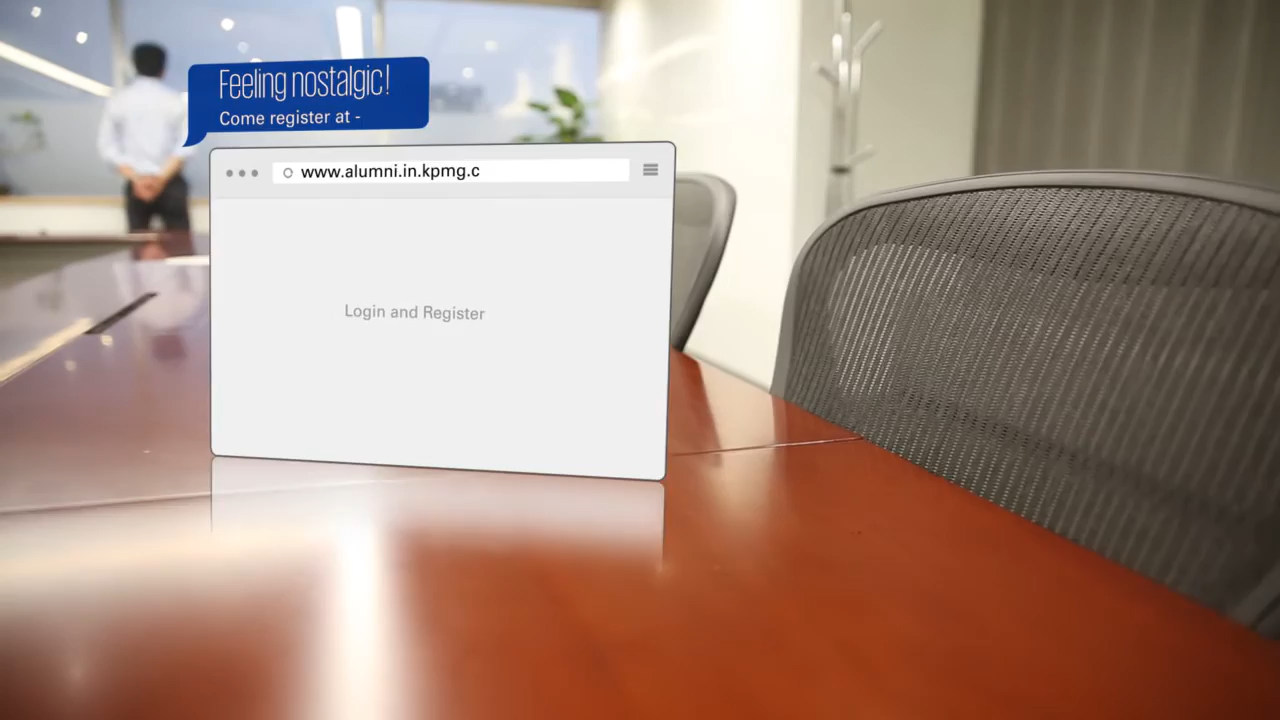 Feeling nostalgic!
Come register at -
www.alumni.in.kpmg.c
Login and Register